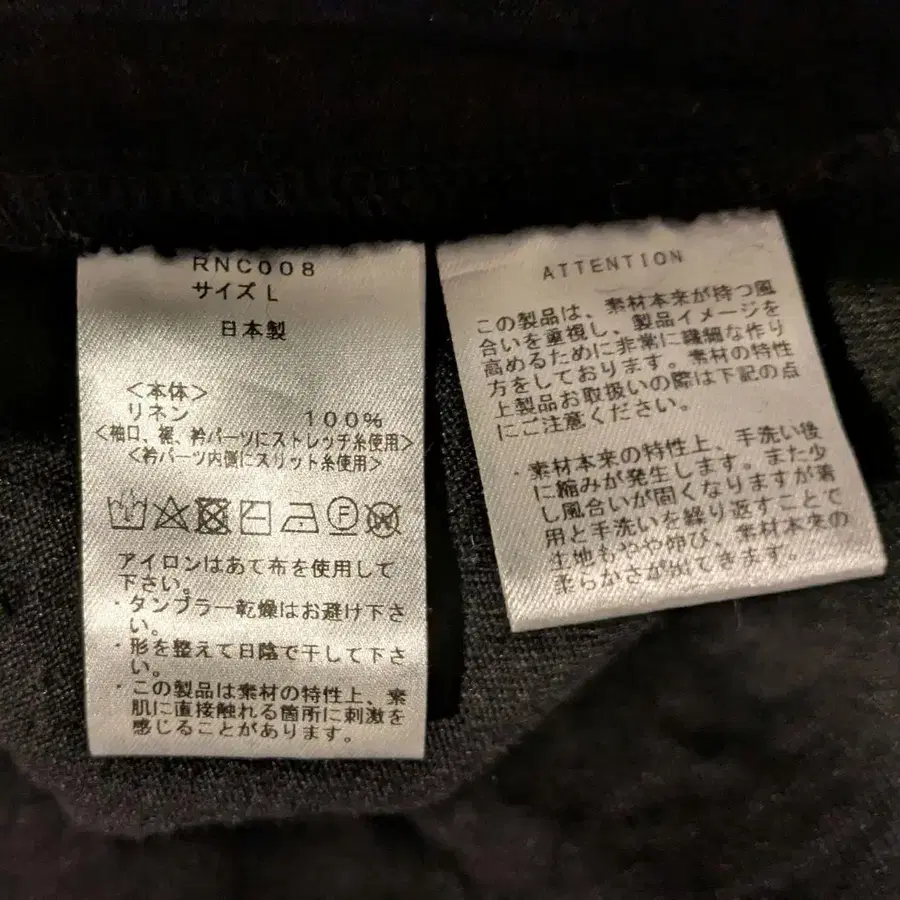 RNC008
サイズ L
日本製
<本体>
リネン 100%
<袖口、裾、衿パーツにストレッチ糸使用>
<衿パーツ内側にスリット糸使用>
F
W
アイロンはあて布を使用して
下さい。
・タンブラー乾燥はお避け下さ
い。
・形を整えて日陰で干して下さ
い。
・この製品は素材の特性上、素
肌に直接触れる箇所に刺激を
感じることがあります。
ATTENTION
この製品は、素材本来が持つ風
合いを重視し、製品イメージを
高めるために非常に繊細な作り
方をしております。素材の特性
上製品お取扱いの際は下記の点
にご注意ください。
・素材本来の特性上、手洗い後
に縮みが発生します。また少
し風合いが固くなりますが着
用と手洗いを繰り返すことで
生地もやや伸び、素材本来の
柔らかさが出てきます。